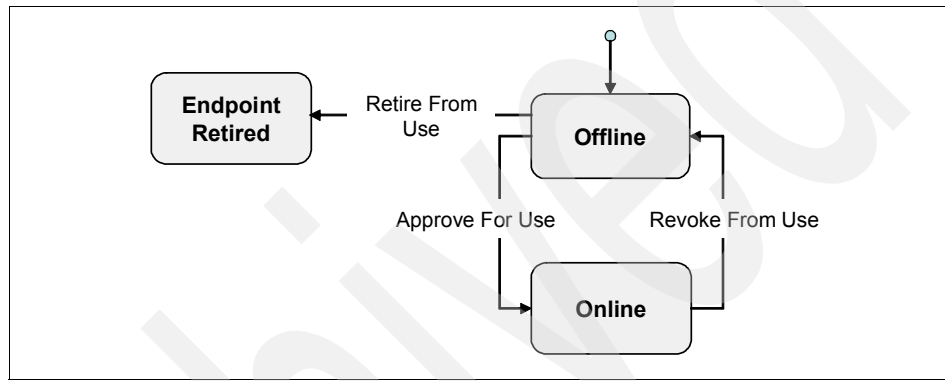 Endpoint
Retired
Retire From
Use
Offline
Approve For Use
Revoke From Use
Online